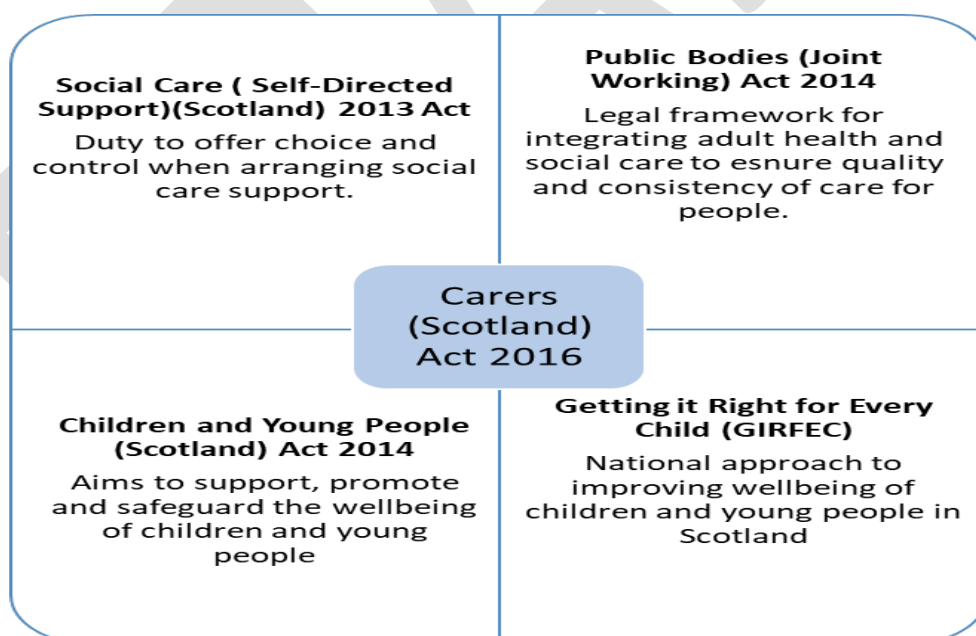 Social Care ( Self-Directed
Support)(Scotland) 2013 Act
Duty to offer choice and
control when arranging social
care support.
Public Bodies (Joint
Working) Act 2014
Legal framework for
integrating adult health and
social care to esnure quality
and consistency of care for
people.
Carers
(Scotland)
Act 2016
Children and Young People
(Scotland) Act 2014
Aims to support, promote
and safeguard the wellbeing
of children and young
people
Getting it Right for Every
Child (GIRFEC)
National approach to
improving wellbeing of
children and young people in
Scotland